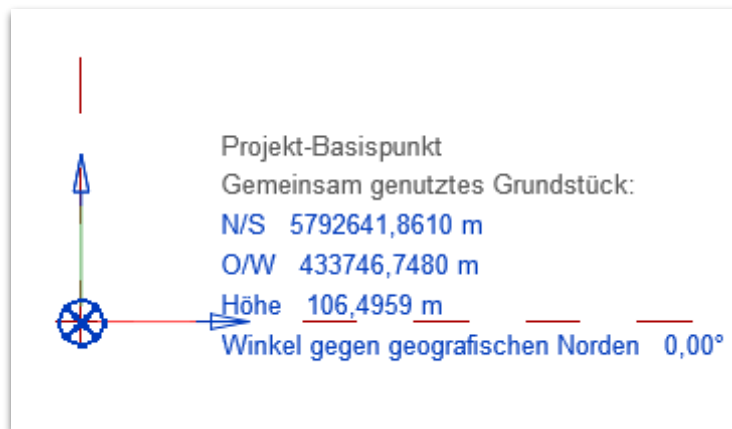 Projekt-Basispunkt
Gemeinsam genutztes Grundstück:
N/S 5792641,8610 m
O/W 433746,7480 m
Höhe 106,4959 m
Winkel gegen geografischen Norden 0,00°